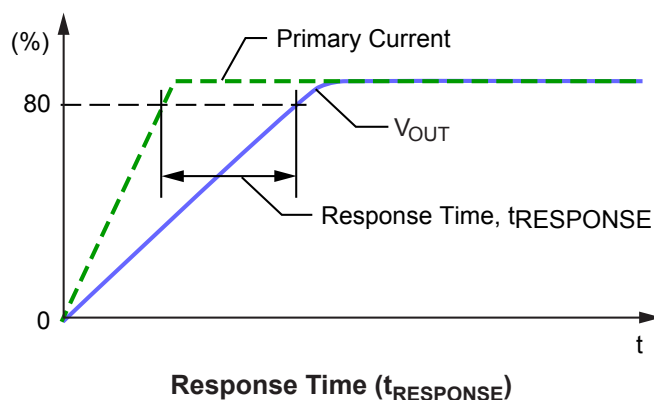 (%)
Primary Current
80
VOUT
Response Time, tRESPONSE
0
t
Response Time (tRESPONSE)